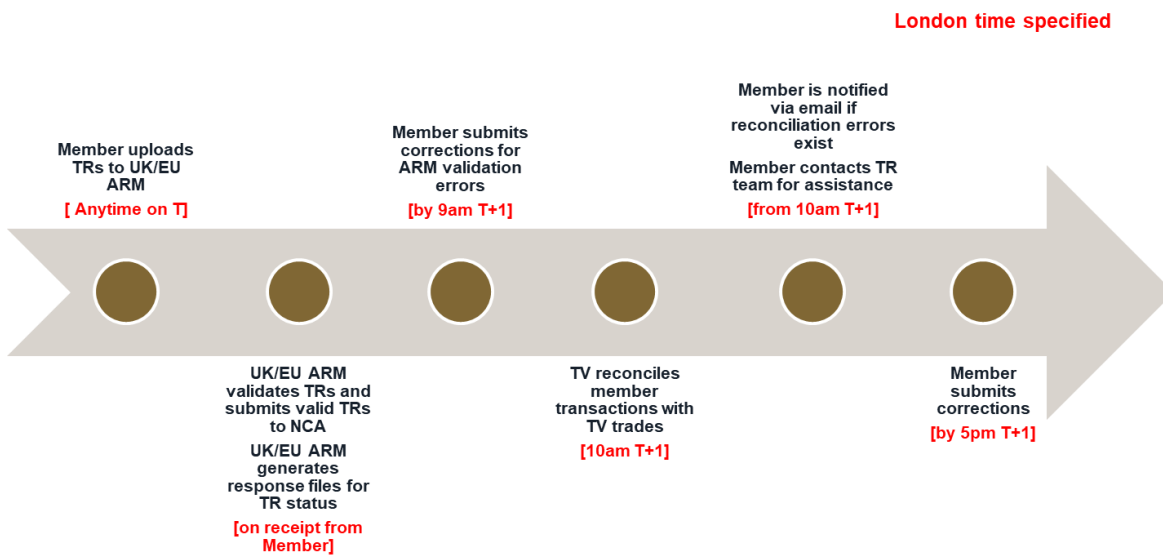 London time specified
Member uploads
TRs to UK/EU
ARM
[ Anytime on T]
UK/EU ARM
validates TRs and
submits valid TRs
to NCA
UK/EU ARM
generates
response files for
TR status
[on receipt from
Member]
Member submits
corrections for
ARM validation
errors
[by 9am T+1]
TV reconciles
member
transactions with
TV trades
[10am T+1]
Member is notified
via email if
reconciliation errors
exist
Member contacts TR
team for assistance
[from 10am T+1]
Member
submits
corrections
[by 5pm T+1]